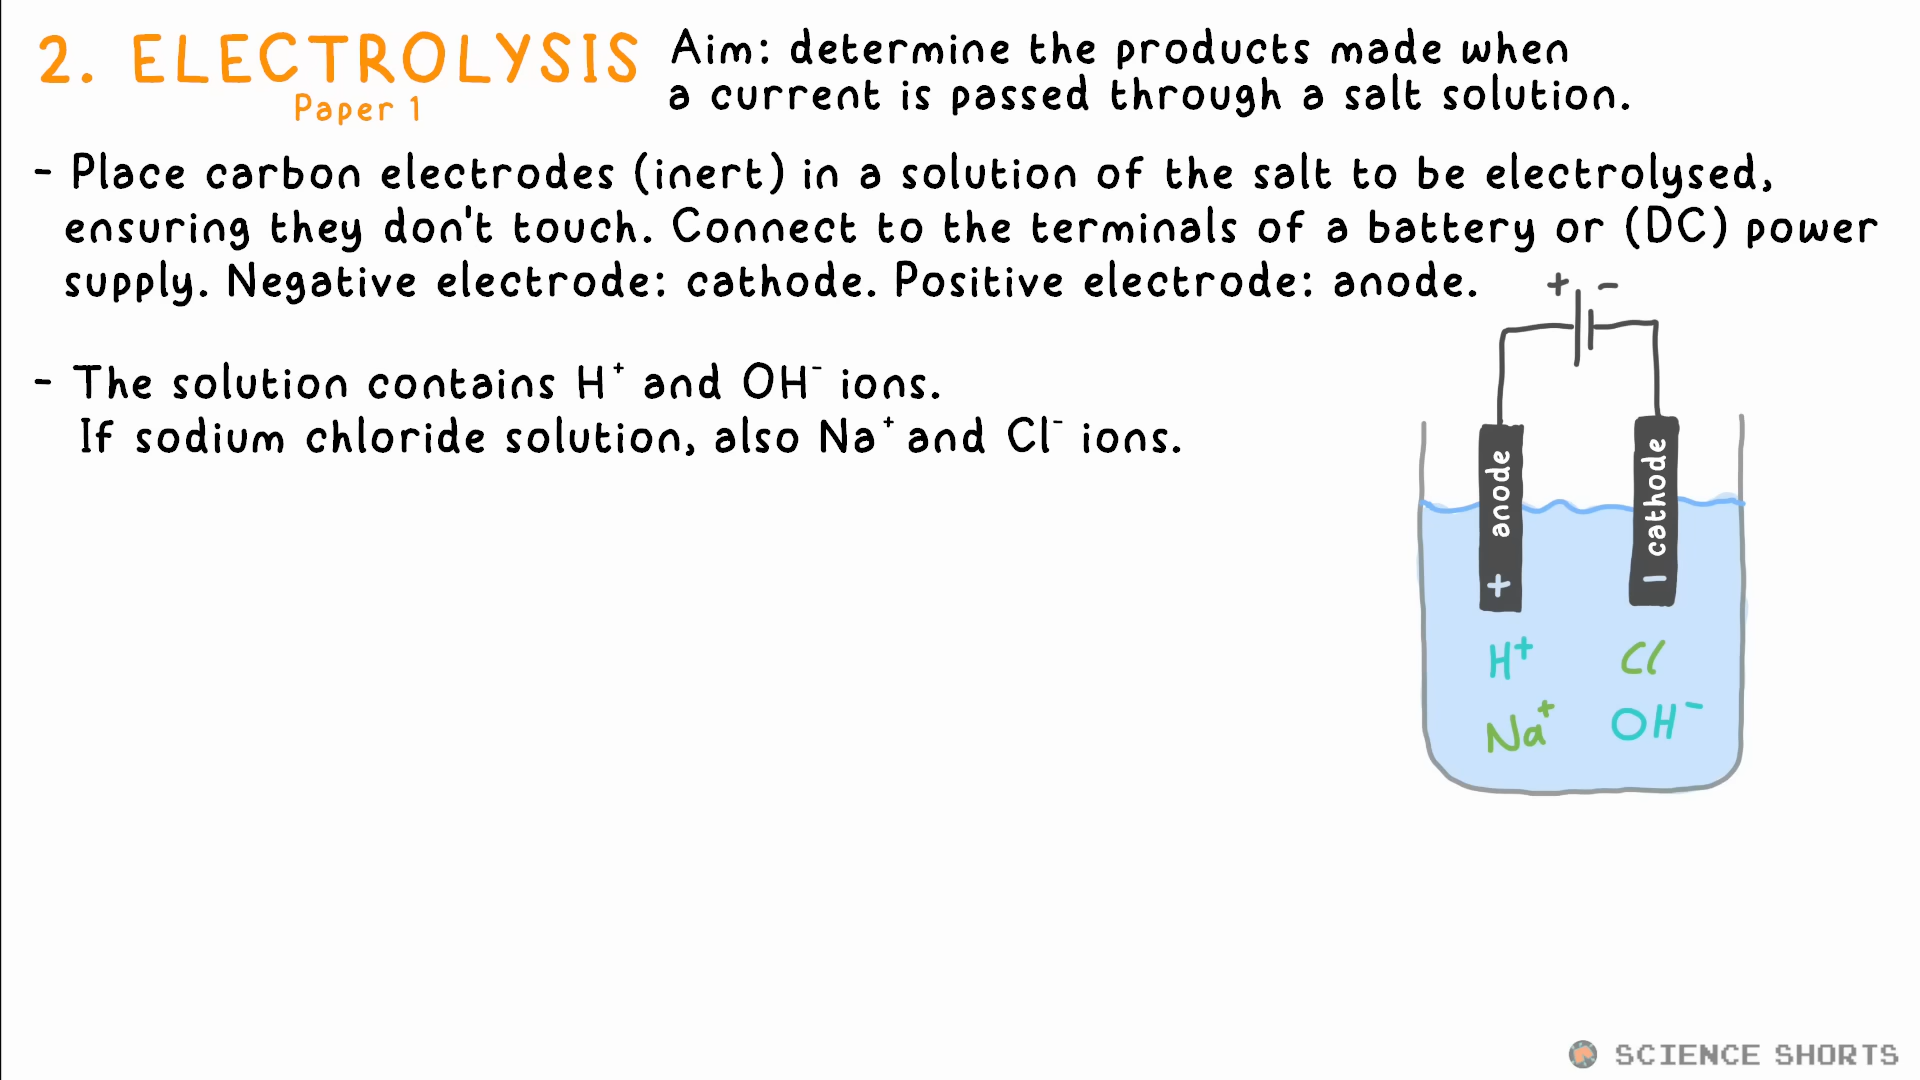 2. ELECTROLYSIS
Paper 1
Aim: determine the products made when
a current is passed through a salt solution.
- Place carbon electrodes (inert) in a solution of the salt to be electrolysed,
ensuring they don't touch. Connect to the terminals of a battery or (DC) power
supply. Negative electrode: cathode. Positive electrode: anode.
- The solution contains H⁺ and OH⁻ ions.
If sodium chloride solution, also Na⁺ and Cl⁻ ions.
+ -
+ anode
- cathode
H⁺ Cl
Na⁺ OH⁻
SCIENCE SHORTS